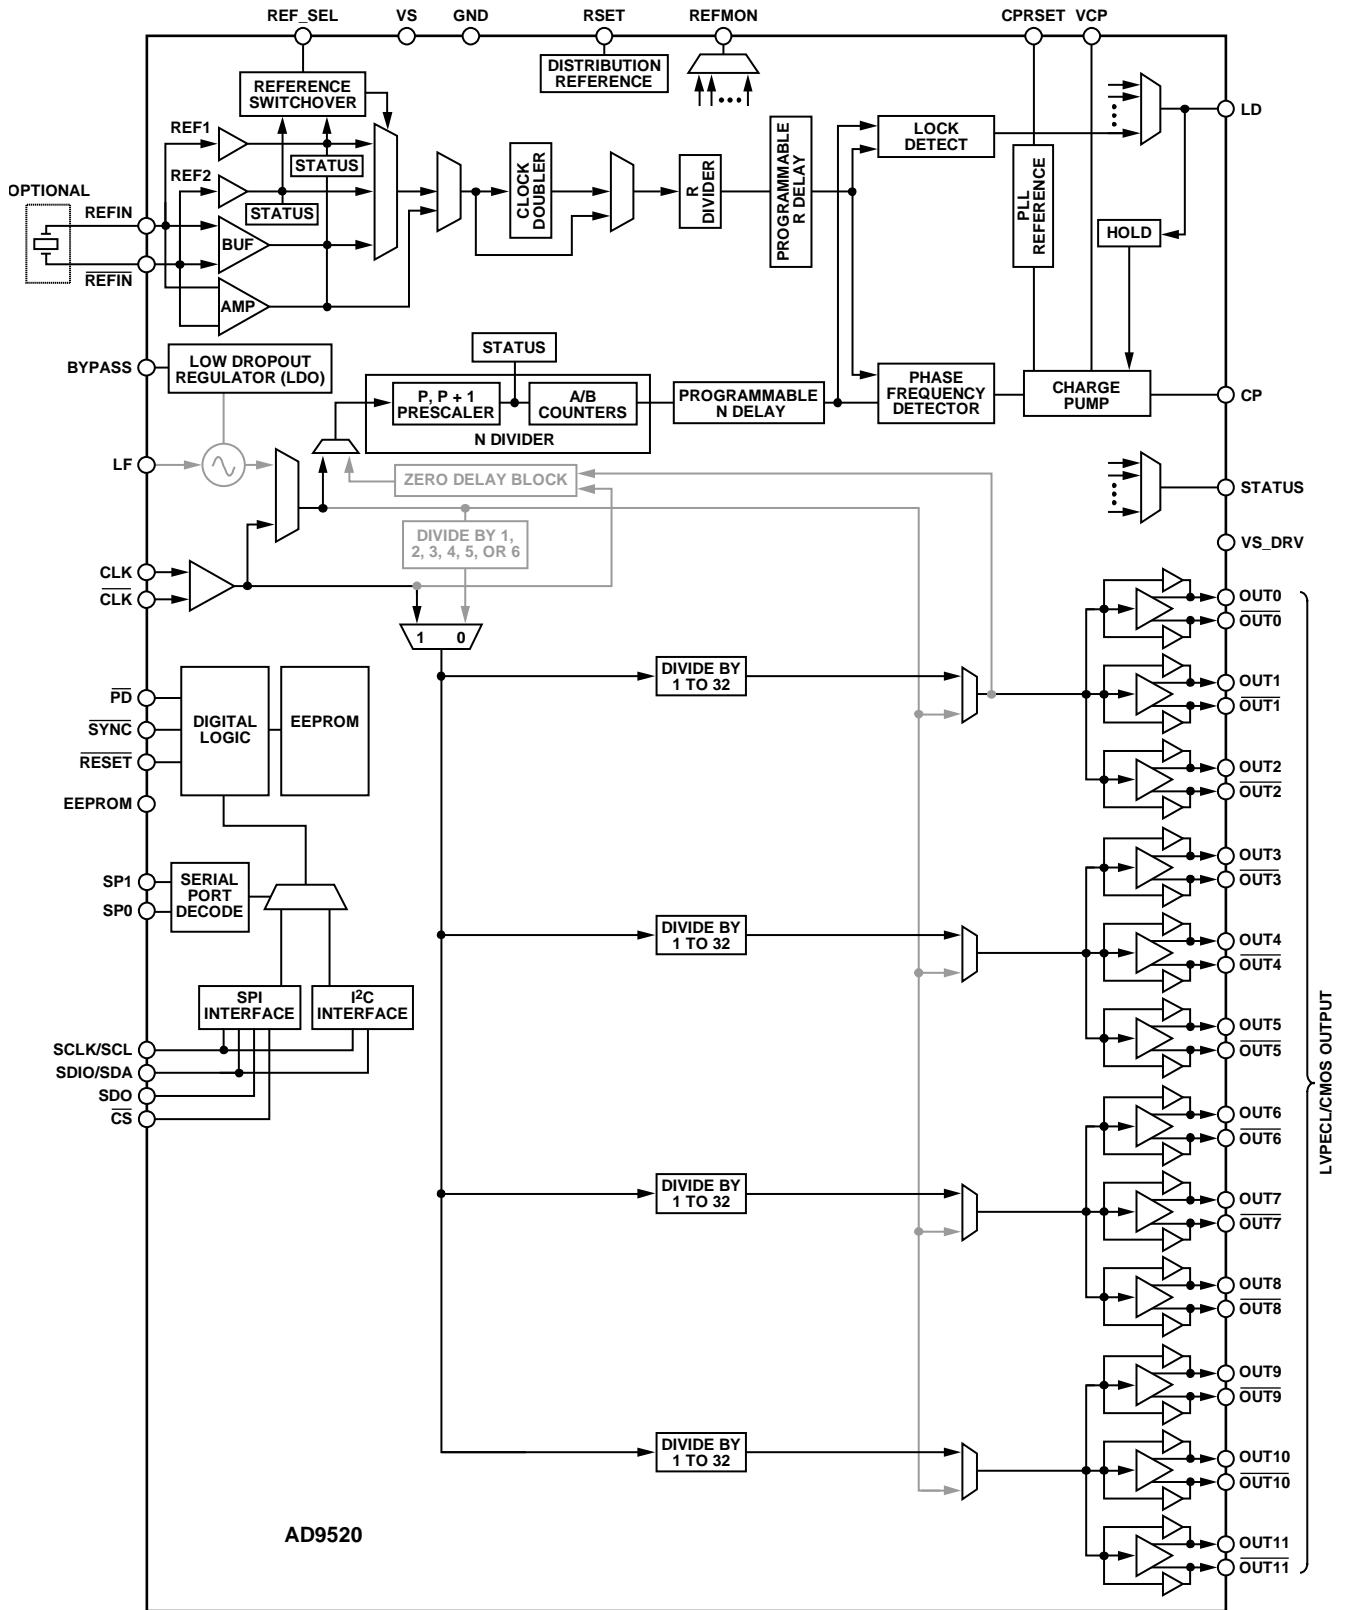 REF_SEL VS GND RSET REFMON CPRSET VCP
DISTRIBUTION
REFERENCE
REFERENCE
SWITCHOVER
REF1
STATUS
REF2
STATUS
OPTIONAL
REFIN
REFIN
BUF
AMP
CLOCK
DOUBLER
R
DIVIDER
PROGRAMMABLE
R DELAY
LOCK
DETECT
PLL
REFERENCE
HOLD
LD
BYPASS
LOW DROPOUT
REGULATOR (LDO)
STATUS
P, P + 1
PRESCALER
A/B
COUNTERS
N DIVIDER
PROGRAMMABLE
N DELAY
PHASE
FREQUENCY
DETECTOR
CHARGE
PUMP
CP
LF
ZERO DELAY BLOCK
STATUS
DIVIDE BY 1,
2, 3, 4, 5, OR 6
VS_DRV
CLK
CLK
1 0
OUT0
OUT0
DIVIDE BY
1 TO 32
OUT1
OUT1
OUT2
OUT2
PD
SYNC
RESET
DIGITAL
LOGIC
EEPROM
EEPROM
SP1
SP0
SERIAL
PORT
DECODE
OUT3
OUT3
DIVIDE BY
1 TO 32
OUT4
OUT4
OUT5
OUT5
SPI
INTERFACE
I2C
INTERFACE
SCLK/SCL
SDIO/SDA
SDO
CS
LVPECL/CMOS OUTPUT
OUT6
OUT6
DIVIDE BY
1 TO 32
OUT7
OUT7
OUT8
OUT8
OUT9
OUT9
DIVIDE BY
1 TO 32
OUT10
OUT10
OUT11
OUT11
AD9520